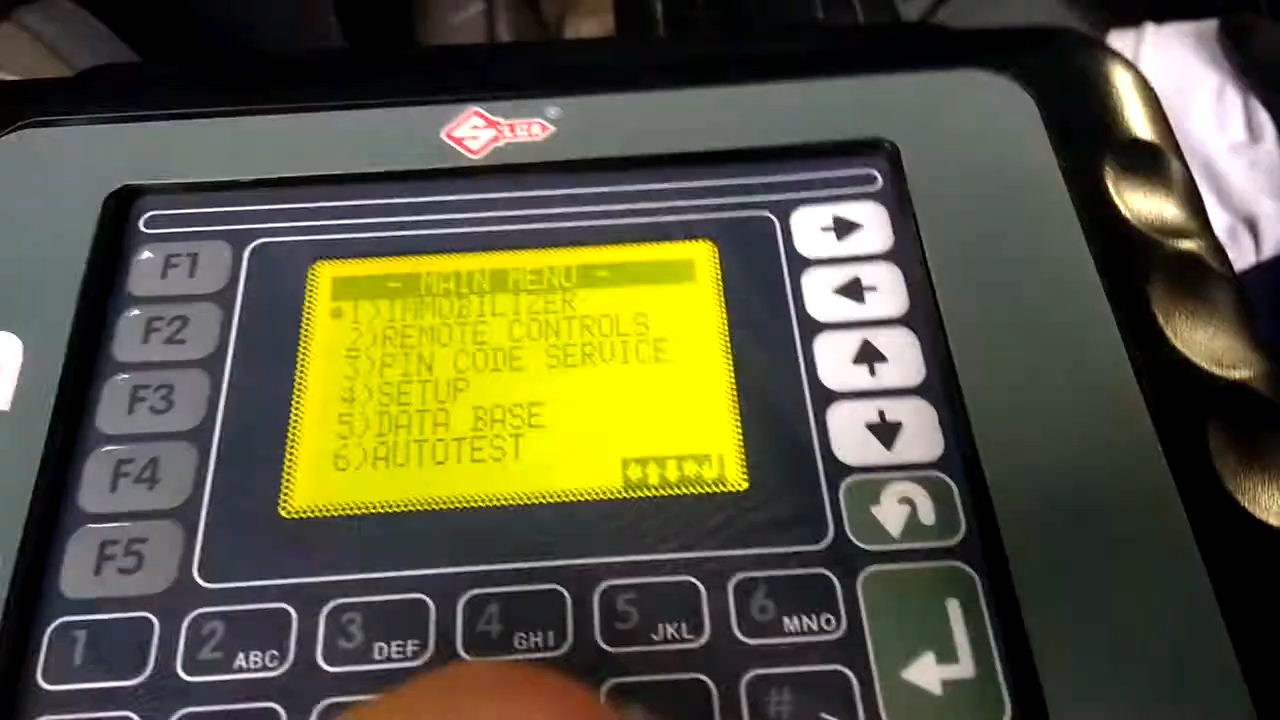 SILCA
- MAIN MENU -
1)IMMOBILIZER
2)REMOTE CONTROLS
3)PIN CODE SERVICE
4)SETUP
5)DATA BASE
6)AUTOTEST
F1
F2
F3
F4
F5
1
2 ABC
3 DEF
4 GHI
5 JKL
6 MNO
#